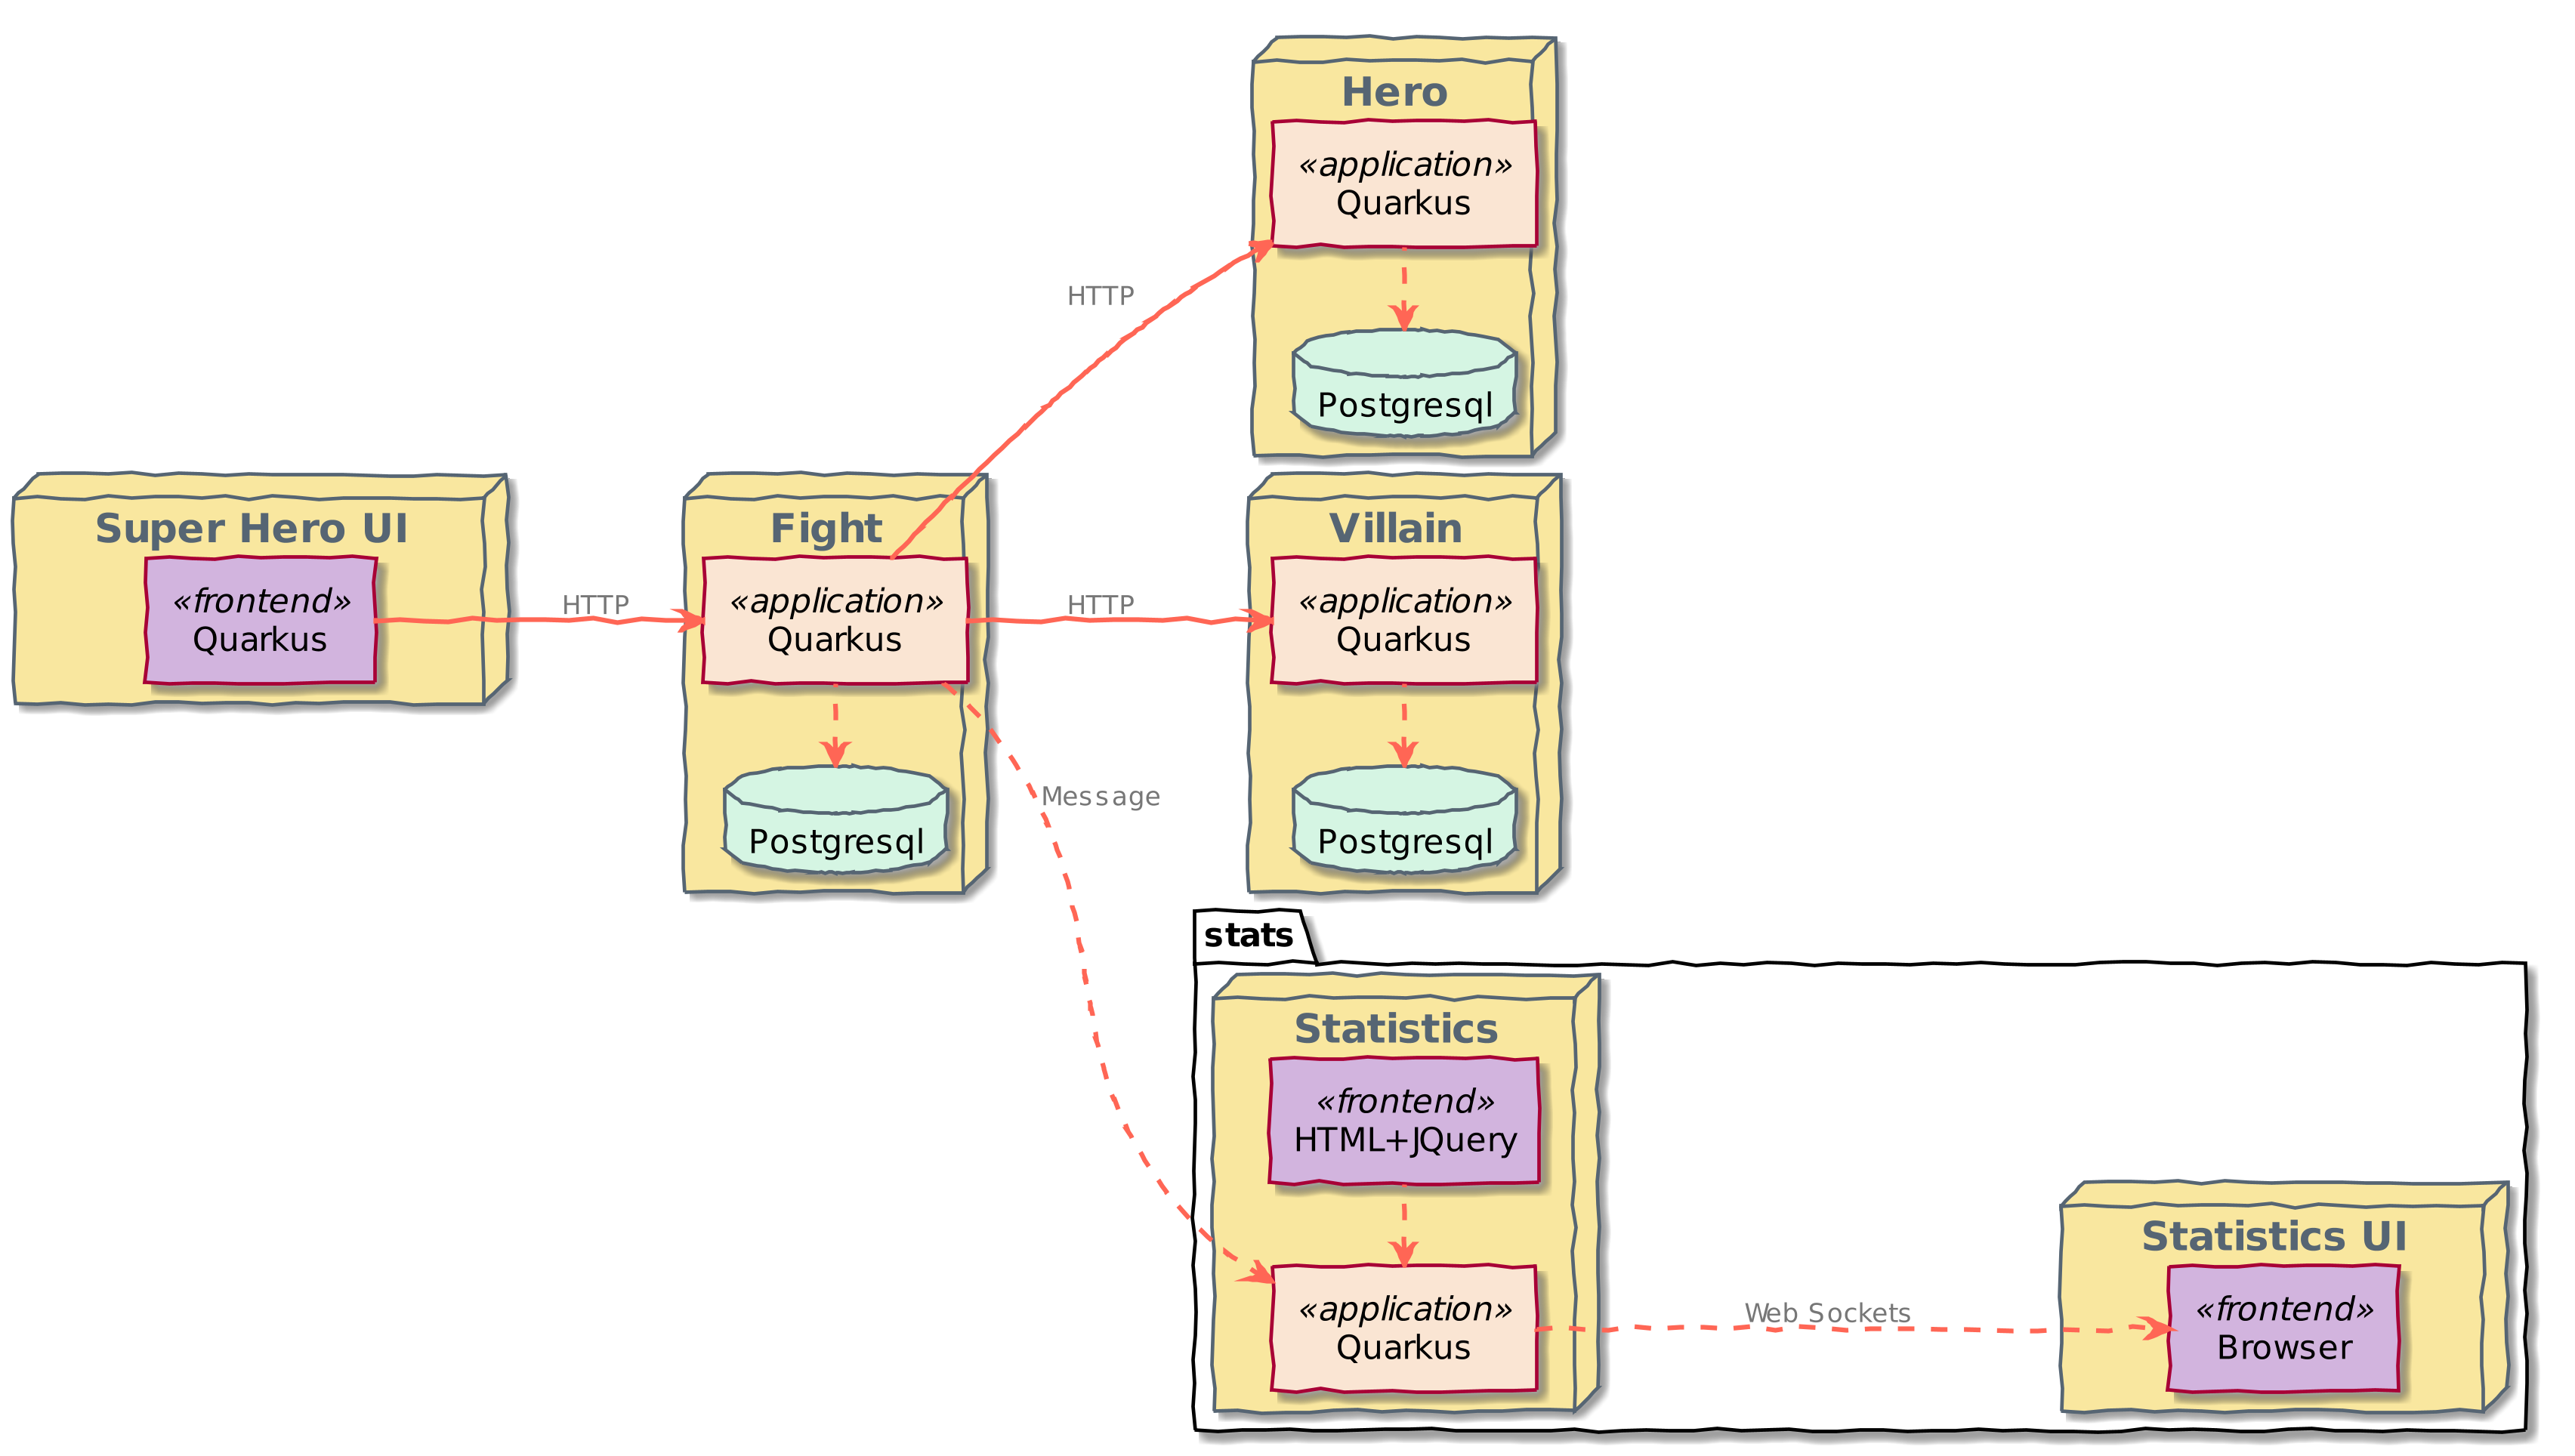 Hero
«application»
Quarkus
Postgresql
HTTP
Super Hero UI
«frontend»
Quarkus
HTTP
Fight
«application»
Quarkus
Postgresql
HTTP
Villain
«application»
Quarkus
Postgresql
Message
stats
Statistics
«frontend»
HTML+JQuery
«application»
Quarkus
Web Sockets
Statistics UI
«frontend»
Browser